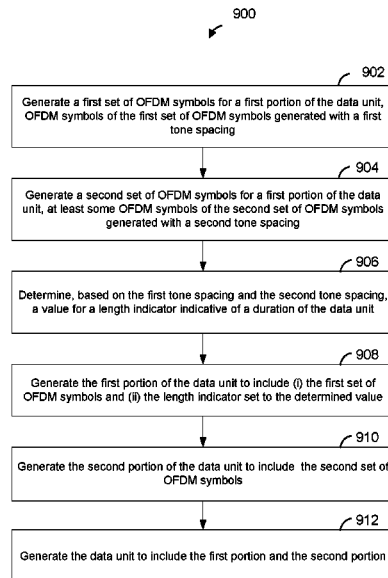 900
902
Generate a first set of OFDM symbols for a first portion of the data unit,
OFDM symbols of the first set of OFDM symbols generated with a first
tone spacing
904
Generate a second set of OFDM symbols for a first portion of the data
unit, at least some OFDM symbols of the second set of OFDM symbols
generated with a second tone spacing
906
Determine, based on the first tone spacing and the second tone spacing,
a value for a length indicator indicative of a duration of the data unit
908
Generate the first portion of the data unit to include (i) the first set of
OFDM symbols and (ii) the length indicator set to the determined value
910
Generate the second portion of the data unit to include the second set of
OFDM symbols
912
Generate the data unit to include the first portion and the second portion